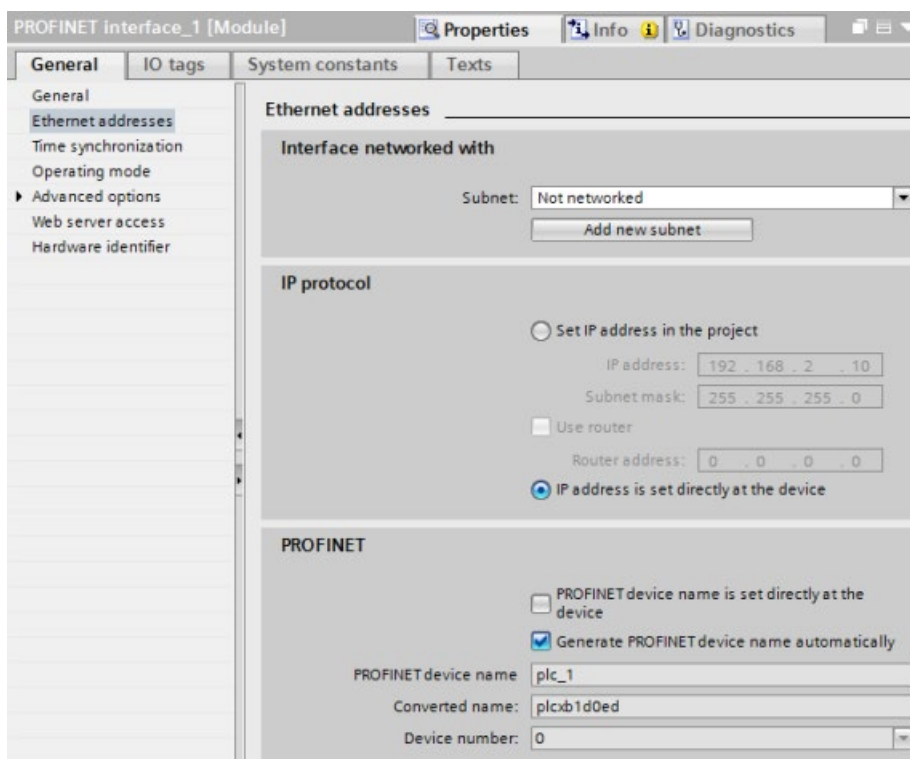 PROFINET interface_1 [Module]
Properties
Info
Diagnostics
General
IO tags
System constants
Texts
General
Ethernet addresses
Time synchronization
Operating mode
Advanced options
Web server access
Hardware identifier
Ethernet addresses
Interface networked with
Subnet: Not networked
Add new subnet
IP protocol
Set IP address in the project
IP address: 192 . 168 . 2 . 10
Subnet mask: 255 . 255 . 255 . 0
Use router
Router address: 0 . 0 . 0 . 0
IP address is set directly at the device
PROFINET
PROFINET device name is set directly at the
device
Generate PROFINET device name automatically
PROFINET device name plc_1
Converted name: plcxb1d0ed
Device number: 0